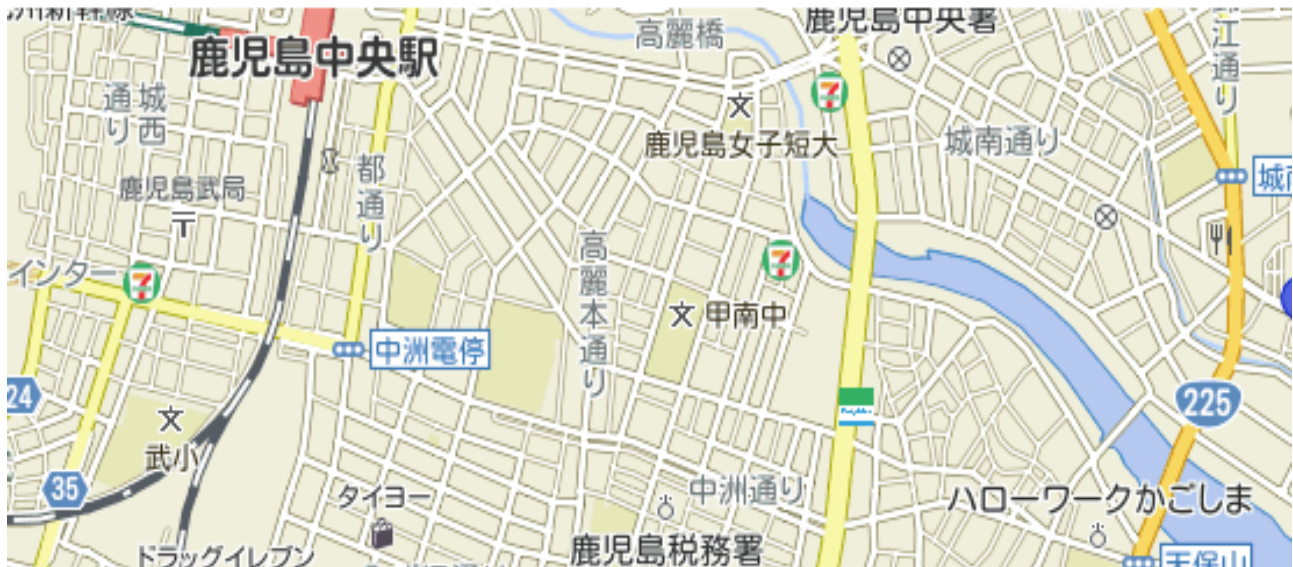 州新幹線
鹿児島中央駅
高麗橋
鹿児島中央署
江通り
城西
通り
鹿児島女子短大
城南通り
鹿児島武局
都通り
城南
高麗本通り
インター
甲南中
中洲電停
24
225
武小
35
タイヨー
中洲通り
ハローワークかごしま
ドラッグイレブン
鹿児島税務署
天保山